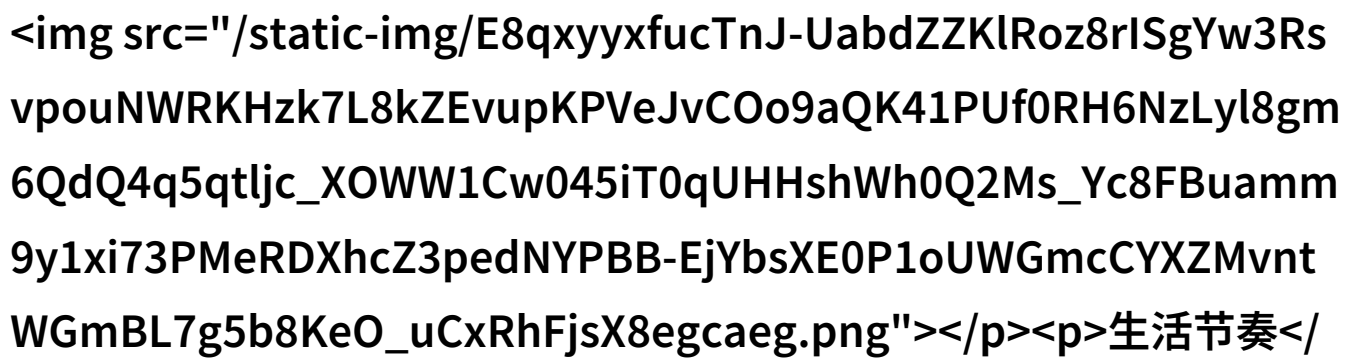 <img src="/static-img/E8qxyyxfucTnJ-UabdZZKlRoz8rISgYw3Rs
vpouNWRKHzk7L8kZEvupKPVeJvCOo9aQK41PUf0RH6NzLyl8gm
6QdQ4q5qtljc_XOWW1Cw045iT0qUHHshWh0Q2Ms_Yc8FBuamm
9y1xi73PMeRDXhcZ3pedNYPBB-EjYbsXE0P1oUWGmcCYXZMvnt
WGmBL7g5b8KeO_uCxRhFjsX8egcaeg.png"></p><p>生活节奏</